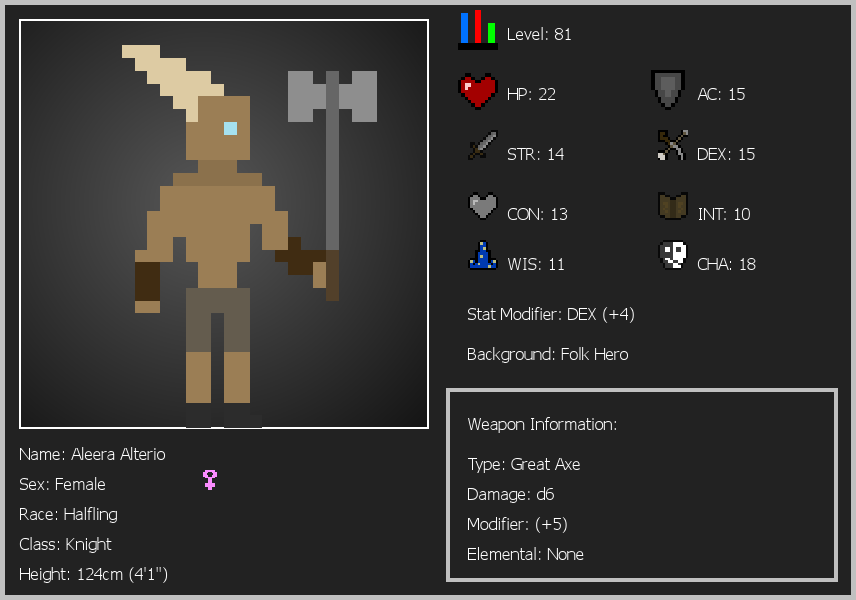 Level: 81
HP: 22
AC: 15
STR: 14
DEX: 15
CON: 13
INT: 10
WIS: 11
CHA: 18
Stat Modifier: DEX (+4)
Background: Folk Hero
Weapon Information:
Type: Great Axe
Damage: d6
Modifier: (+5)
Elemental: None
Name: Aleera Alterio
Sex: Female
Race: Halfling
Class: Knight
Height: 124cm (4'1")